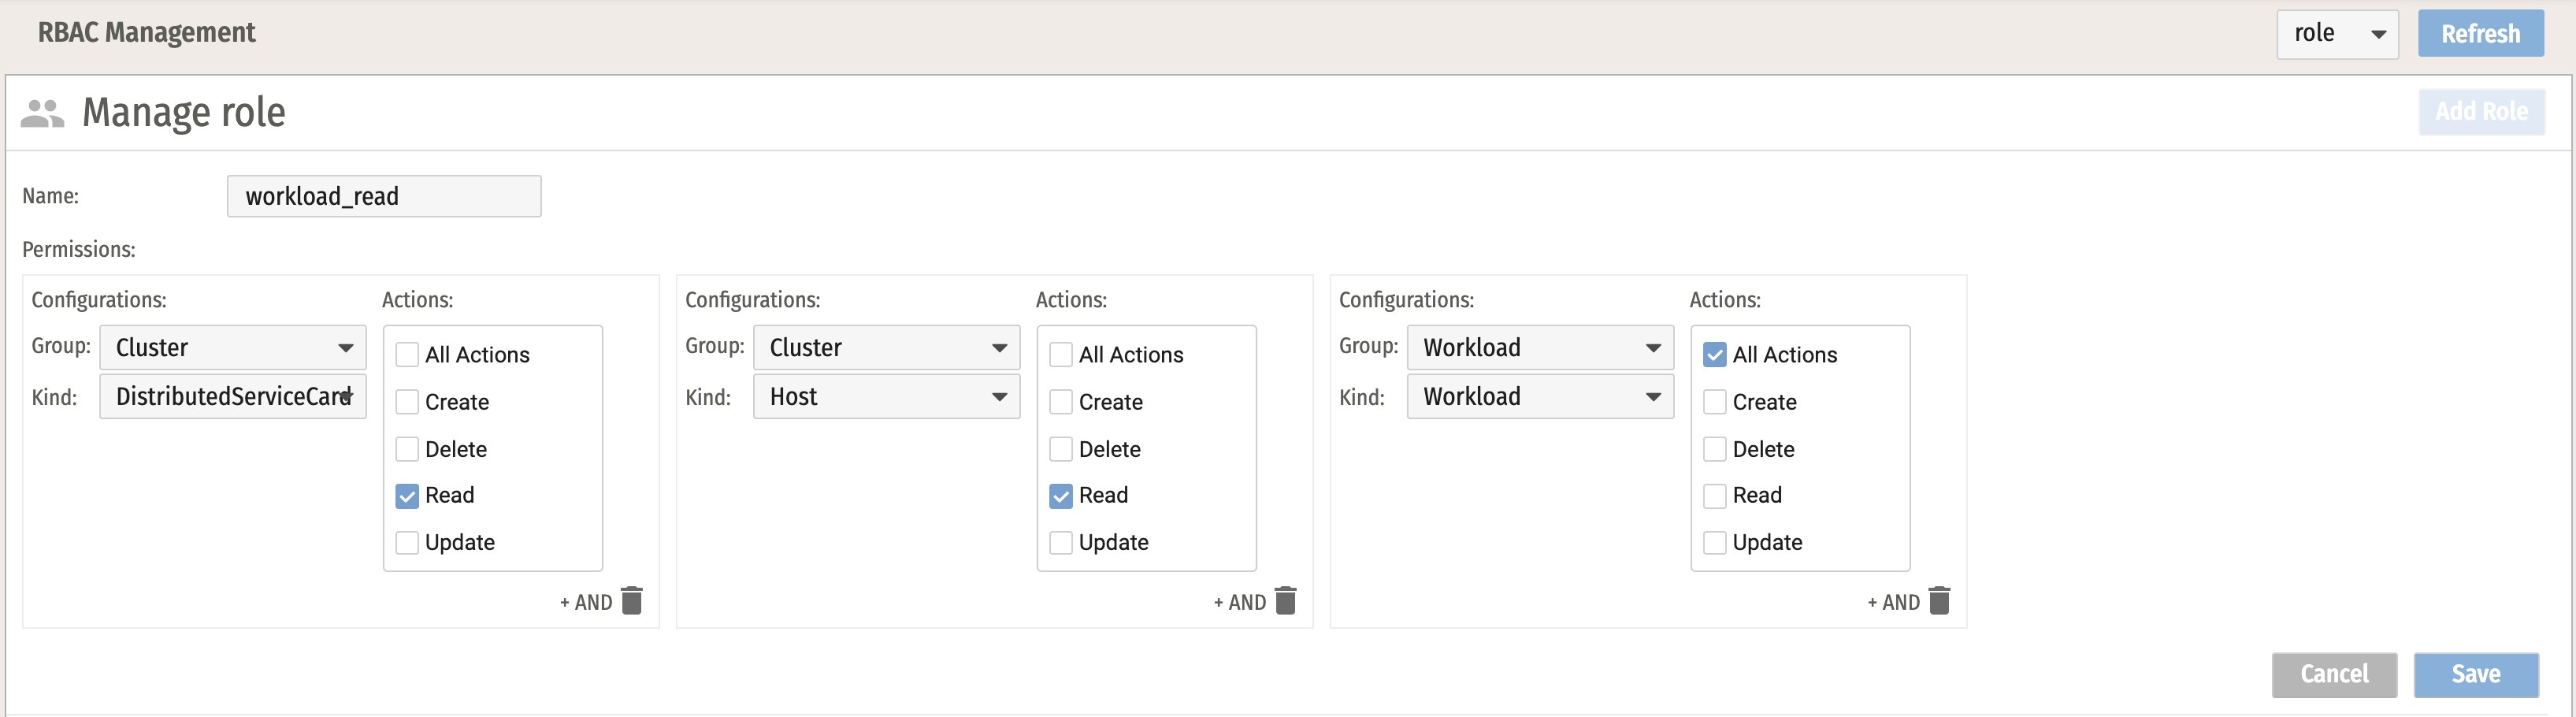 RBAC Management
role
Refresh
Manage role
Add Role
Name:
workload_read
Permissions:
Configurations:
Actions:
Group:
Cluster
Kind:
DistributedServiceCard
All Actions
Create
Delete
Read
Update
+ AND
Configurations:
Actions:
Group:
Cluster
Kind:
Host
All Actions
Create
Delete
Read
Update
+ AND
Configurations:
Actions:
Group:
Workload
Kind:
Workload
All Actions
Create
Delete
Read
Update
+ AND
Cancel
Save